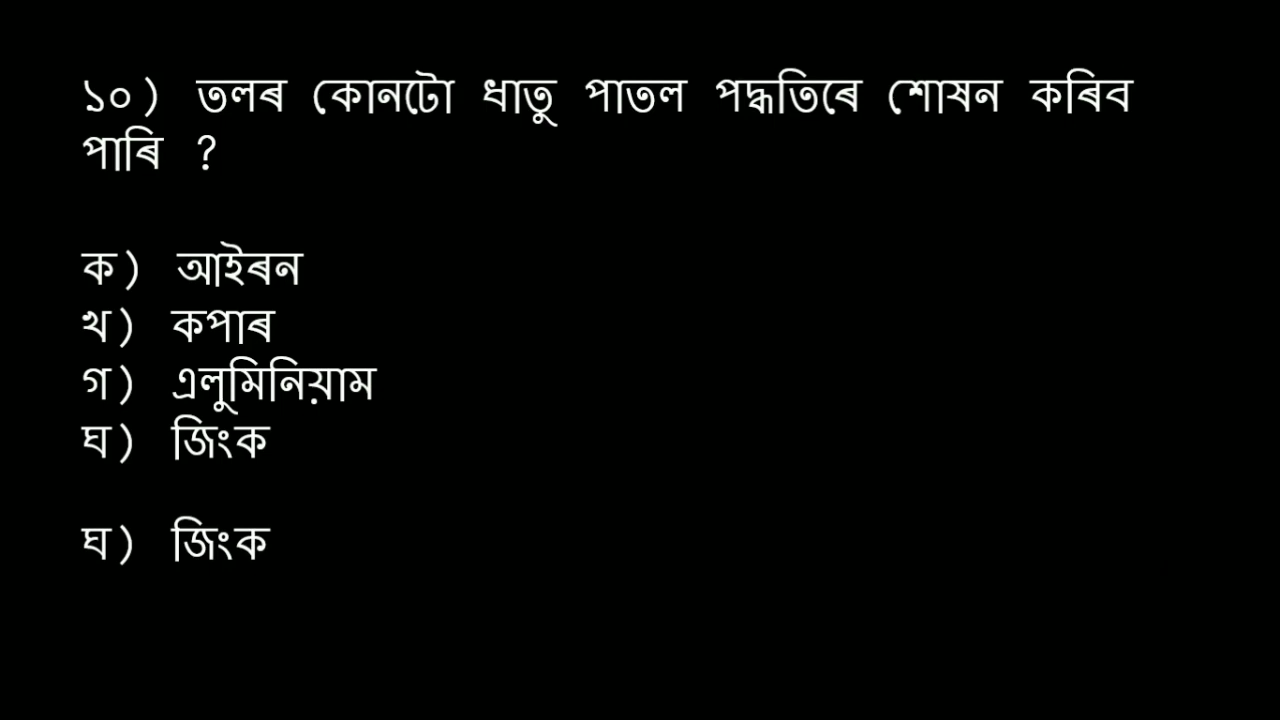 ১০) তলৰ কোনটো ধাতু পাতল পদ্ধতিৰে শোষন কৰিব
পাৰি ?
ক) আইৰন
খ) কপাৰ
গ) এলুমিনিয়াম
ঘ) জিংক
ঘ) জিংক